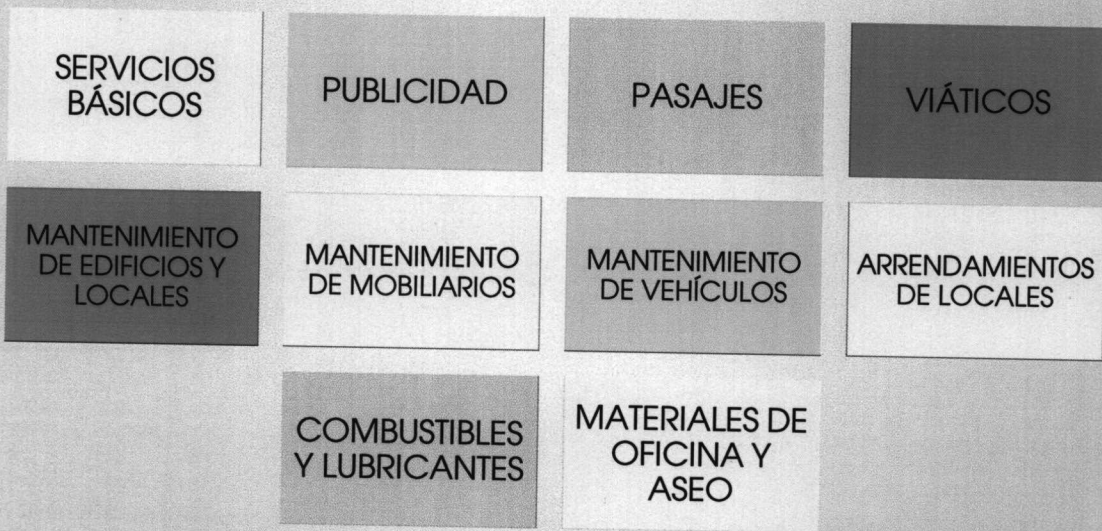 SERVICIOS
BÁSICOS
PUBLICIDAD
PASAJES
VIÁTICOS
MANTENIMIENTO
DE EDIFICIOS Y
LOCALES
MANTENIMIENTO
DE MOBILIARIOS
MANTENIMIENTO
DE VEHÍCULOS
ARRENDAMIENTOS
DE LOCALES
COMBUSTIBLES
Y LUBRICANTES
MATERIALES DE
OFICINA Y
ASEO